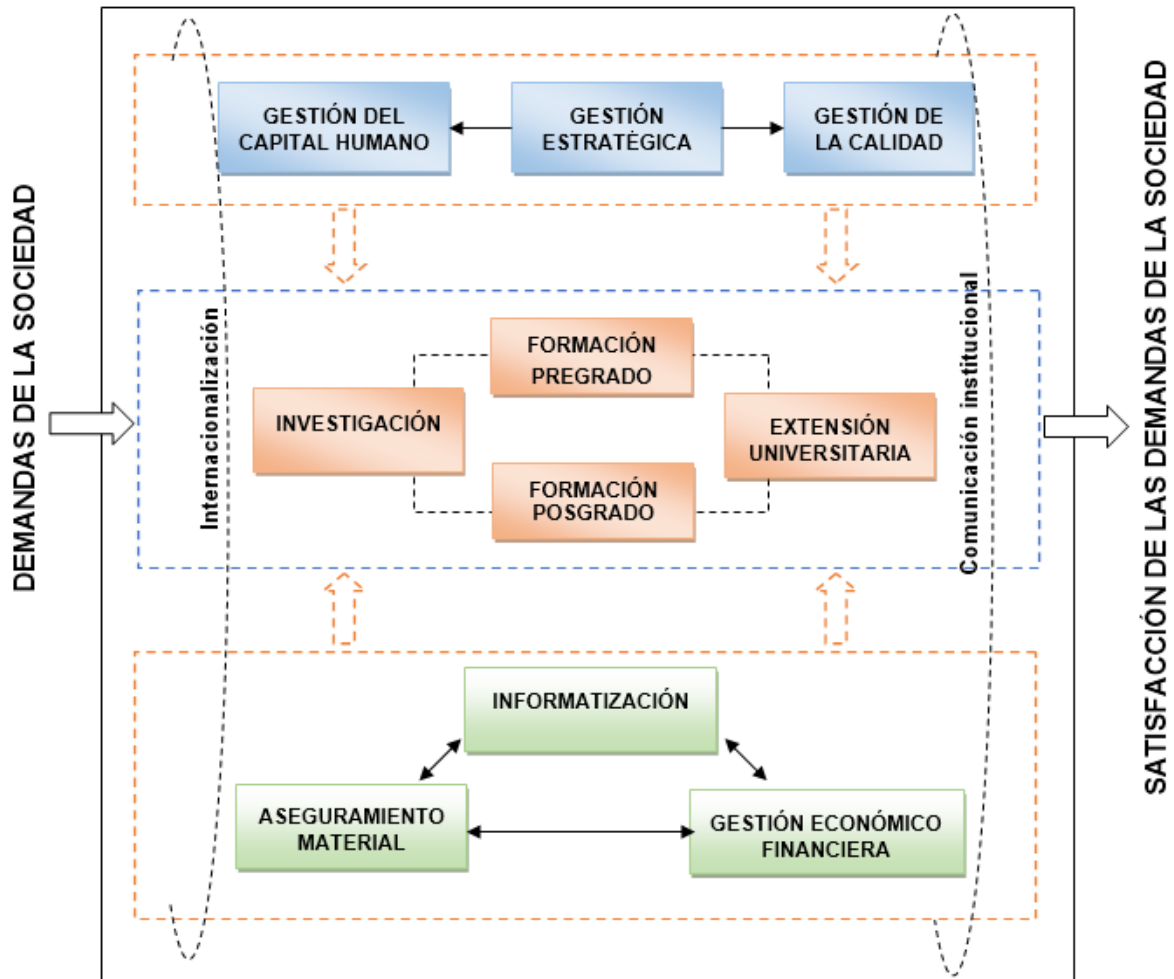 DEMANDAS DE LA SOCIEDAD
GESTIÓN DEL
CAPITAL HUMANO
GESTIÓN
ESTRATÉGICA
GESTIÓN DE
LA CALIDAD
Internacionalización
FORMACIÓN
PREGRADO
INVESTIGACIÓN
EXTENSIÓN
UNIVERSITARIA
FORMACIÓN
POSGRADO
Comunicación institucional
INFORMATIZACIÓN
ASEGURAMIENTO
MATERIAL
GESTIÓN ECONÓMICO
FINANCIERA
SATISFACCIÓN DE LAS DEMANDAS DE LA SOCIEDAD